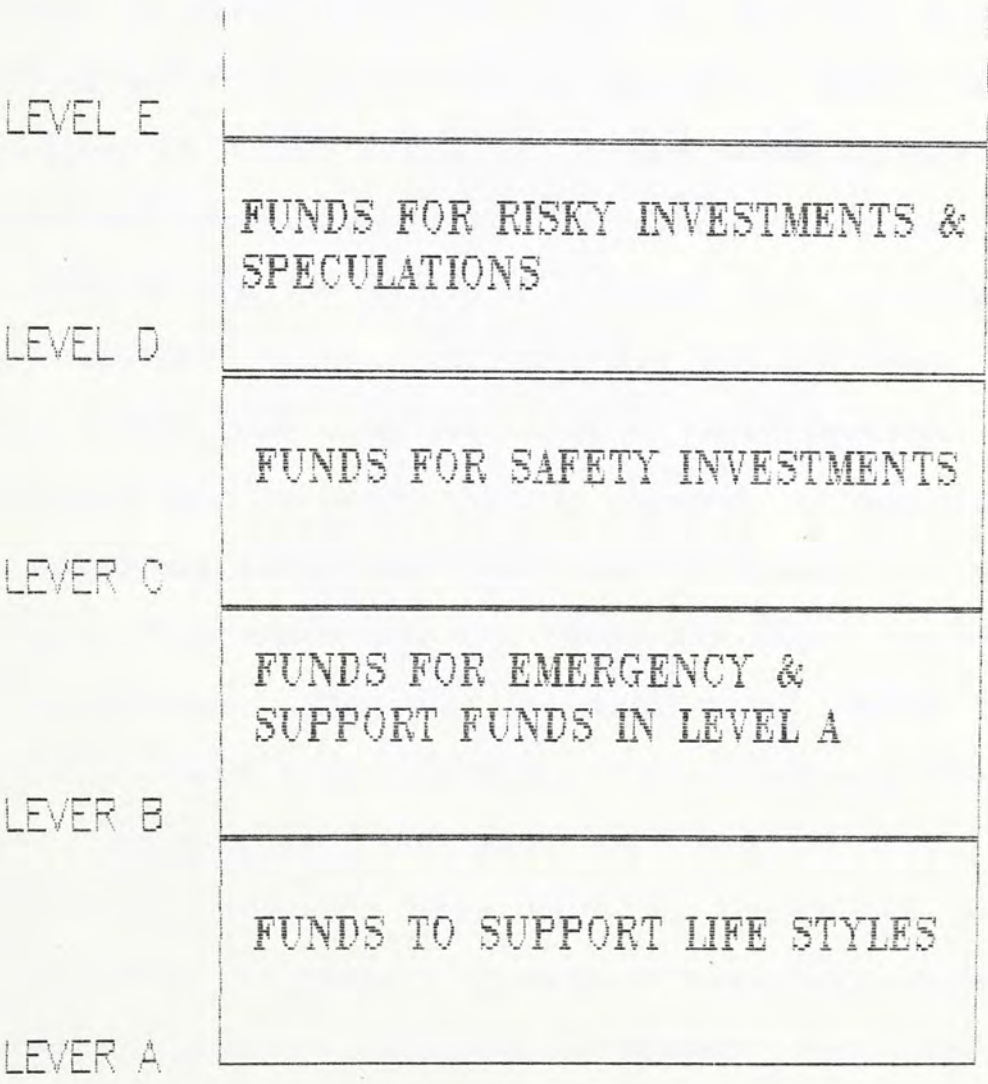 LEVEL E
FUNDS FOR RISKY INVESTMENTS &
SPECULATIONS
LEVEL D
FUNDS FOR SAFETY INVESTMENTS
LEVER C
FUNDS FOR EMERGENCY &
SUPPORT FUNDS IN LEVEL A
LEVER B
FUNDS TO SUPPORT LIFE STYLES
LEVER A